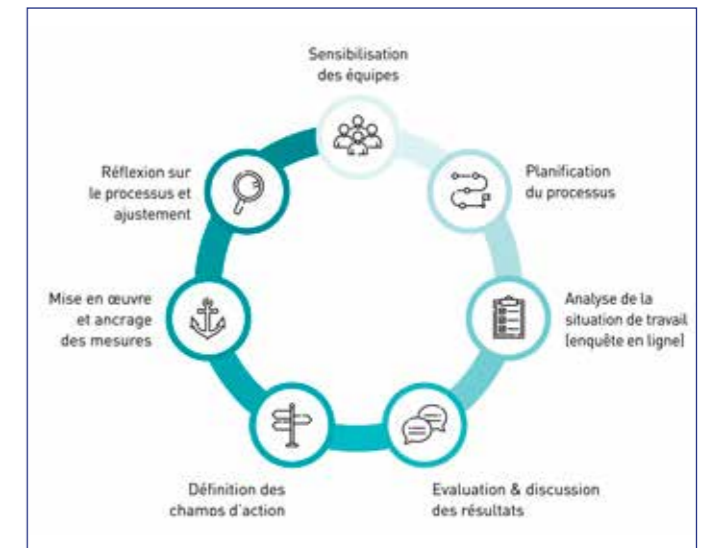 Sensibilisation
des équipes
Planification
du processus
Analyse de la
situation de travail
(enquête en ligne)
Evaluation & discussion
des résultats
Définition des
champs d'action
Mise en œuvre
et ancrage
des mesures
Réflexion sur
le processus et
ajustement